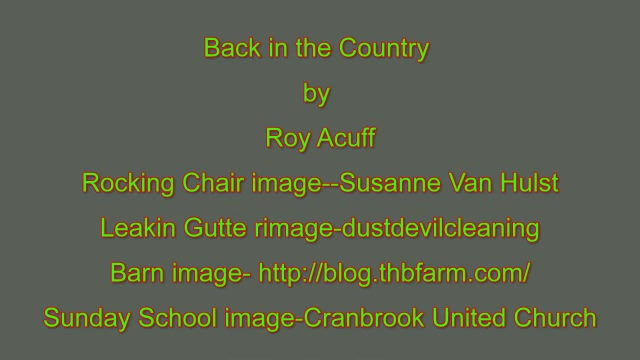 Back in the Country
by
Roy Acuff
Rocking Chair image--Susanne Van Hulst
Leakin Gutte rimage-dustdevilcleaning
Barn image- http://blog.thbfarm.com/
Sunday School image-Cranbrook United Church